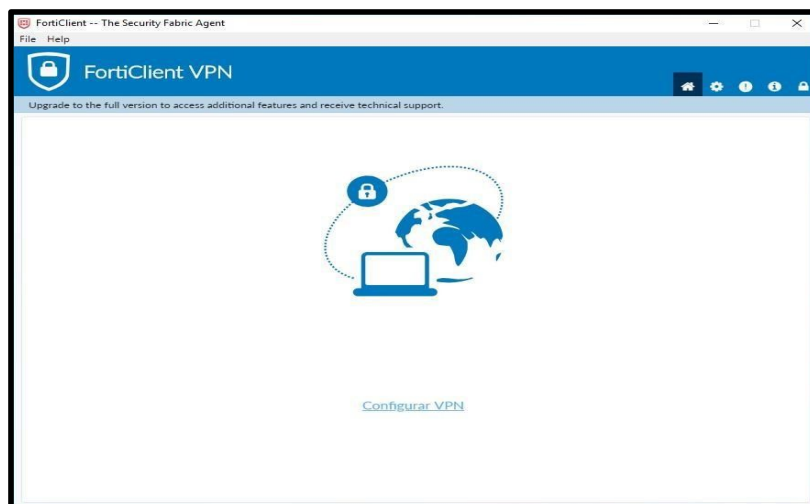 FortiClient -- The Security Fabric Agent
File Help
FortiClient VPN
Upgrade to the full version to access additional features and receive technical support.
Configurar VPN